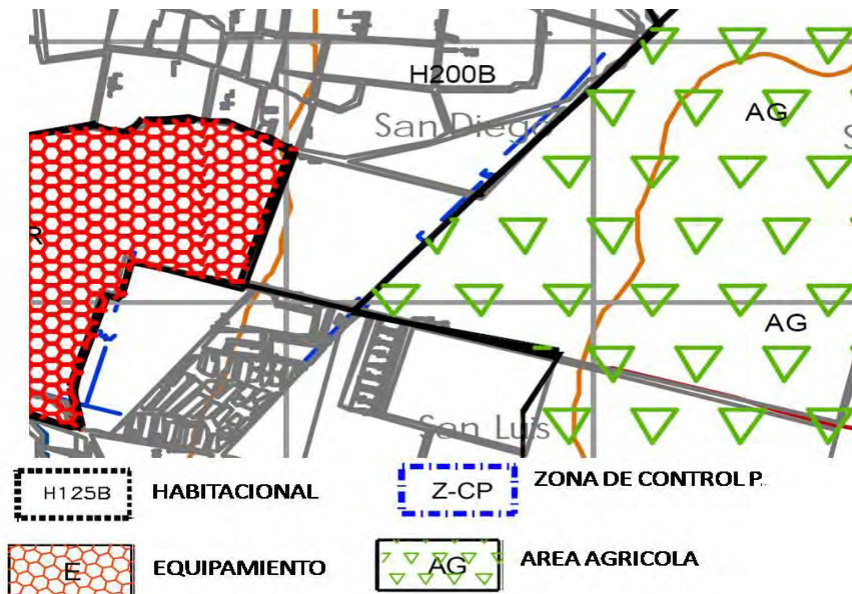 H200B
San Diego
AG
AG
San Luis
H125B HABITACIONAL
Z-CP ZONA DE CONTROL P.
E EQUIPAMIENTO
AG AREA AGRICOLA